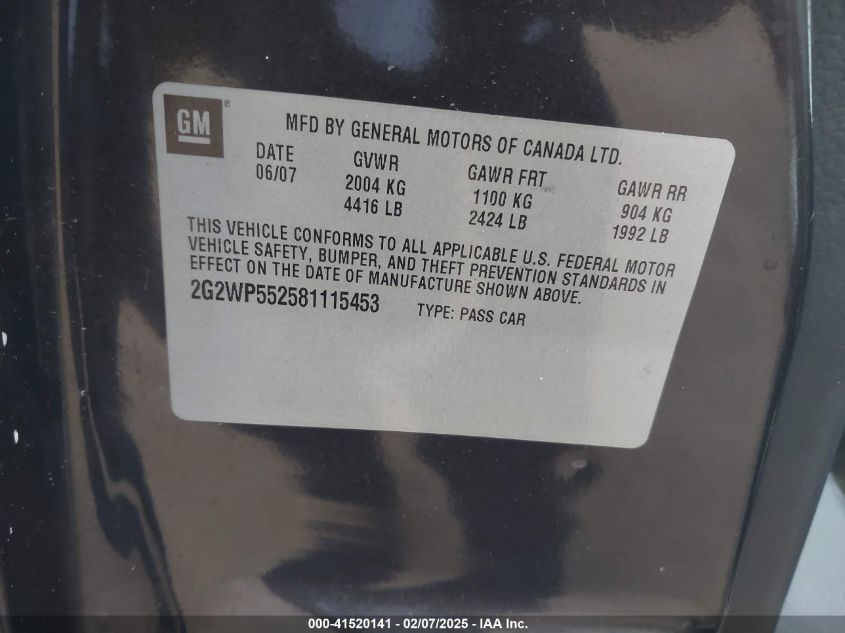 GM ®
MFD BY GENERAL MOTORS OF CANADA LTD.
DATE GVWR GAWR FRT GAWR RR
06/07 2004 KG 1100 KG 904 KG
4416 LB 2424 LB 1992 LB
THIS VEHICLE CONFORMS TO ALL APPLICABLE U.S. FEDERAL MOTOR
VEHICLE SAFETY, BUMPER, AND THEFT PREVENTION STANDARDS IN
EFFECT ON THE DATE OF MANUFACTURE SHOWN ABOVE.
2G2WP552581115453 TYPE: PASS CAR
000-41520141 - 02/07/2025 - IAA Inc.